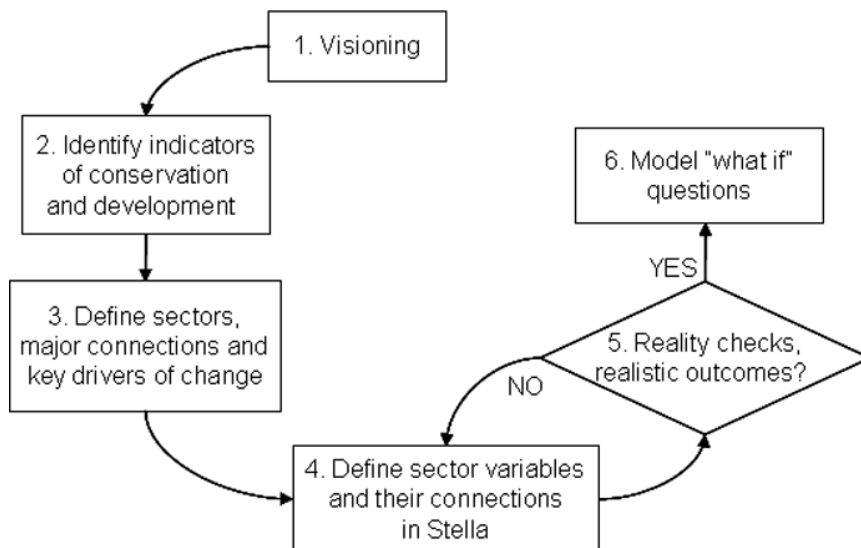 1. Visioning
2. Identify indicators
of conservation
and development
3. Define sectors,
major connections and
key drivers of change
4. Define sector variables
and their connections
in Stella
5. Reality checks,
realistic outcomes?
NO
YES
6. Model "what if"
questions